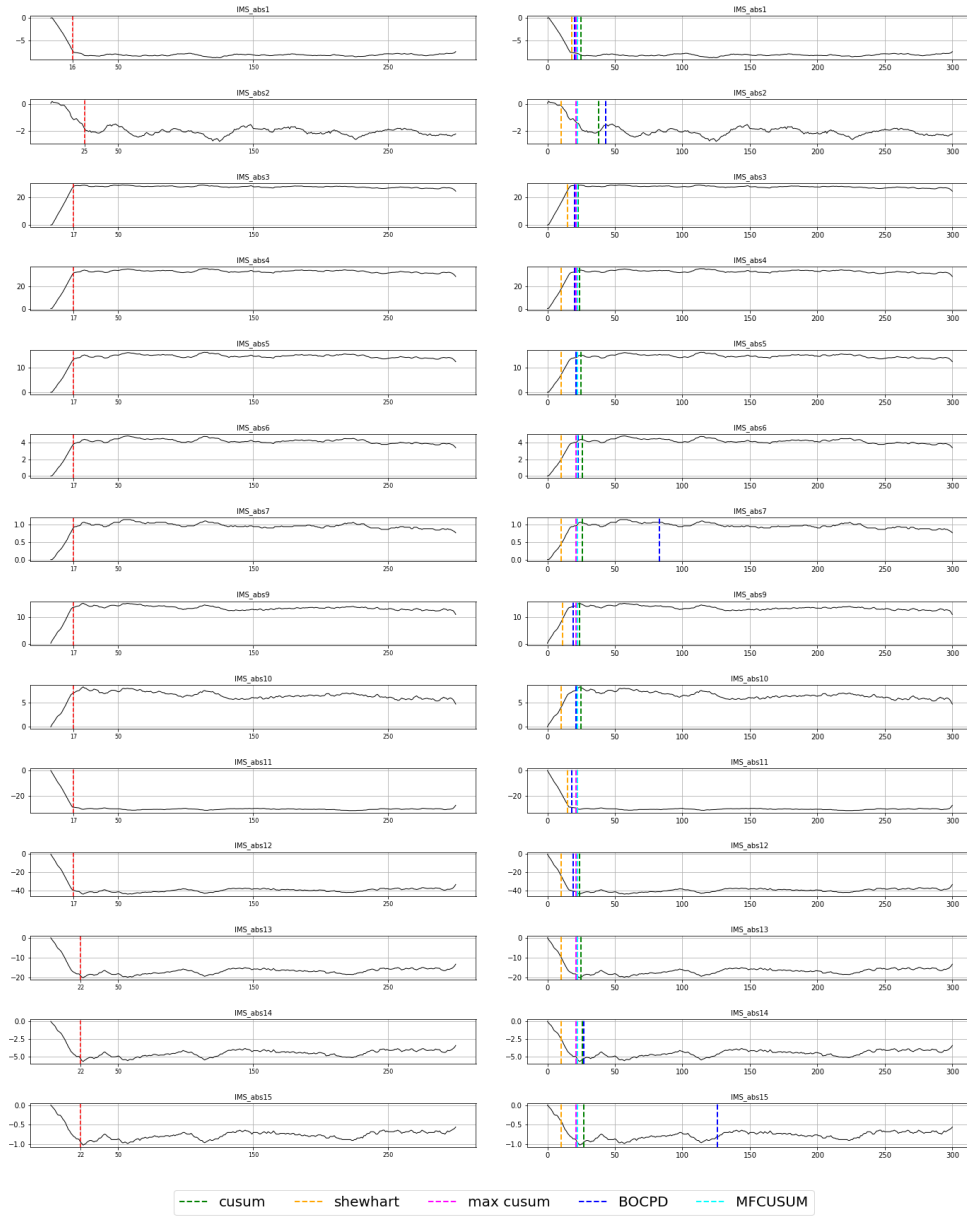 IMS_abs1
0
−5
16 50 150 250
IMS_abs1
0
−5
0 50 100 150 200 250 300
IMS_abs2
0
−2
25 50 150 250
IMS_abs2
0
−2
0 50 100 150 200 250 300
IMS_abs3
20
0
17 50 150 250
IMS_abs3
20
0
0 50 100 150 200 250 300
IMS_abs4
20
0
17 50 150 250
IMS_abs4
20
0
0 50 100 150 200 250 300
IMS_abs5
10
0
17 50 150 250
IMS_abs5
10
0
0 50 100 150 200 250 300
IMS_abs6
4
2
0
17 50 150 250
IMS_abs6
4
2
0
0 50 100 150 200 250 300
IMS_abs7
1.0
0.5
0.0
17 50 150 250
IMS_abs7
1.0
0.5
0.0
0 50 100 150 200 250 300
IMS_abs9
10
0
17 50 150 250
IMS_abs9
10
0
0 50 100 150 200 250 300
IMS_abs10
5
0
17 50 150 250
IMS_abs10
5
0
0 50 100 150 200 250 300
IMS_abs11
0
−20
17 50 150 250
IMS_abs11
0
−20
0 50 100 150 200 250 300
IMS_abs12
0
−20
−40
17 50 150 250
IMS_abs12
0
−20
−40
0 50 100 150 200 250 300
IMS_abs13
0
−10
−20
22 50 150 250
IMS_abs13
0
−10
−20
0 50 100 150 200 250 300
IMS_abs14
0.0
−2.5
−5.0
22 50 150 250
IMS_abs14
0.0
−2.5
−5.0
0 50 100 150 200 250 300
IMS_abs15
0.0
−0.5
−1.0
22 50 150 250
IMS_abs15
0.0
−0.5
−1.0
0 50 100 150 200 250 300
cusum shewhart max cusum BOCPD MFCUSUM